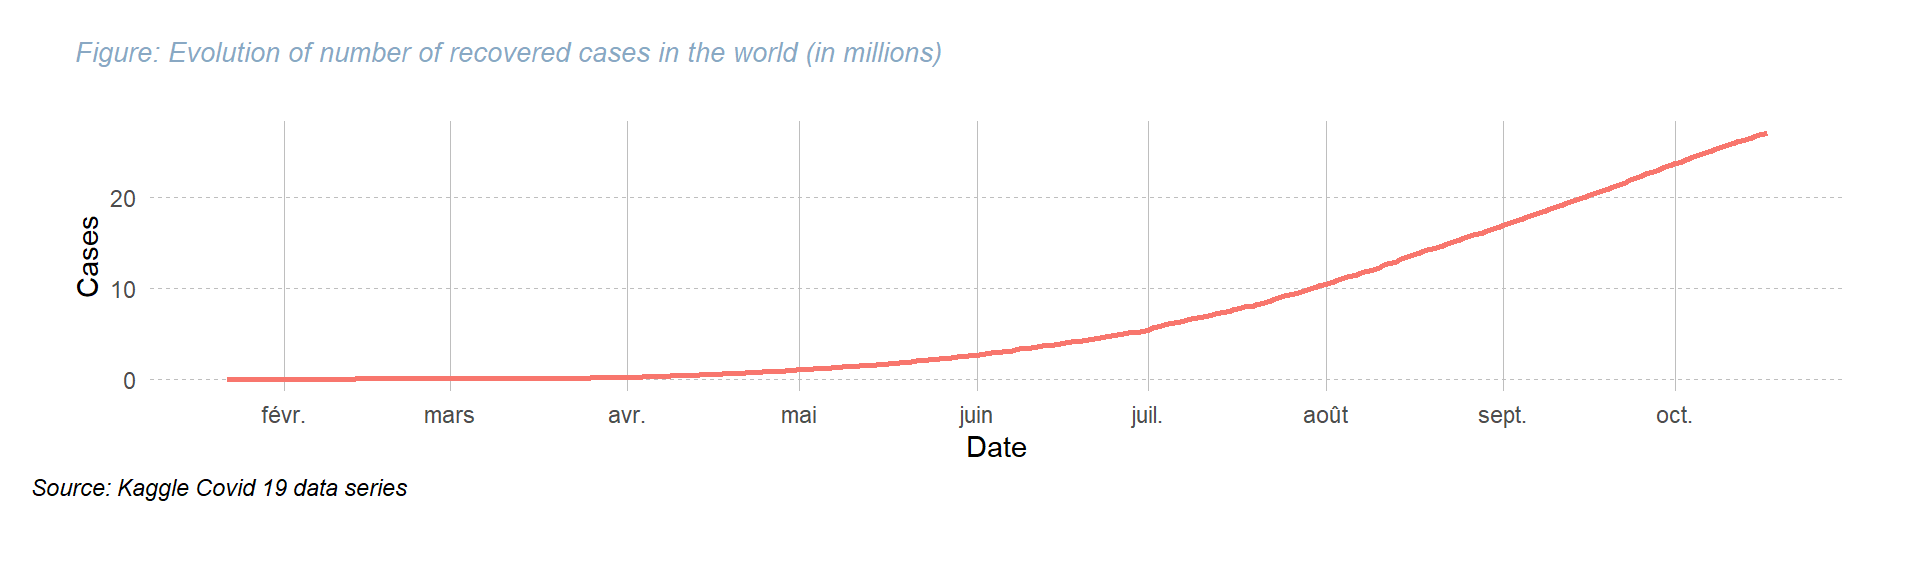 Figure: Evolution of number of recovered cases in the world (in millions)
20
10
0
Cases
févr. mars avr. mai juin juil. août sept. oct.
Date
Source: Kaggle Covid 19 data series